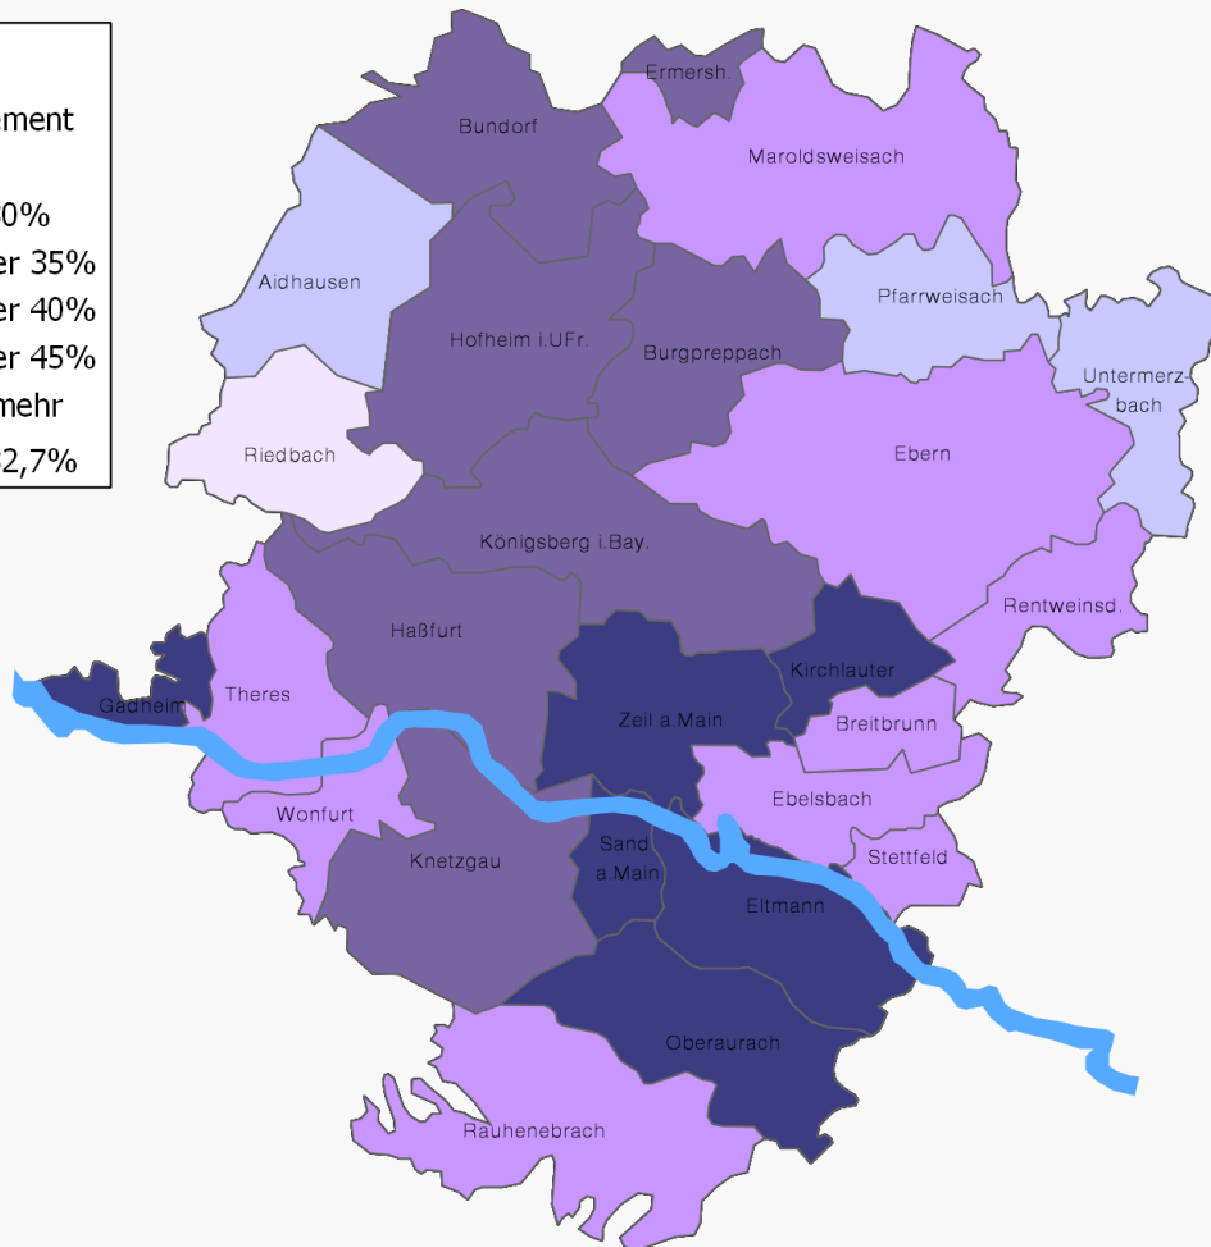 ement
0%
er 35%
er 40%
er 45%
mehr
32,7%
Ermersh.
Bundorf
Maroldsweisach
Aidhausen
Pfarrweisach
Hofheim i.UFr.
Burgpreppach
Untermerz-
bach
Riedbach
Ebern
Königsberg i.Bay.
Rentweinsd.
Haßfurt
Kirchlauter
Theres
Gädheim
Zeil a.Main
Breitbrunn
Ebelsbach
Wonfurt
Sand
a.Main
Stettfeld
Knetzgau
Eltmann
Oberaurach
Rauhenebrach